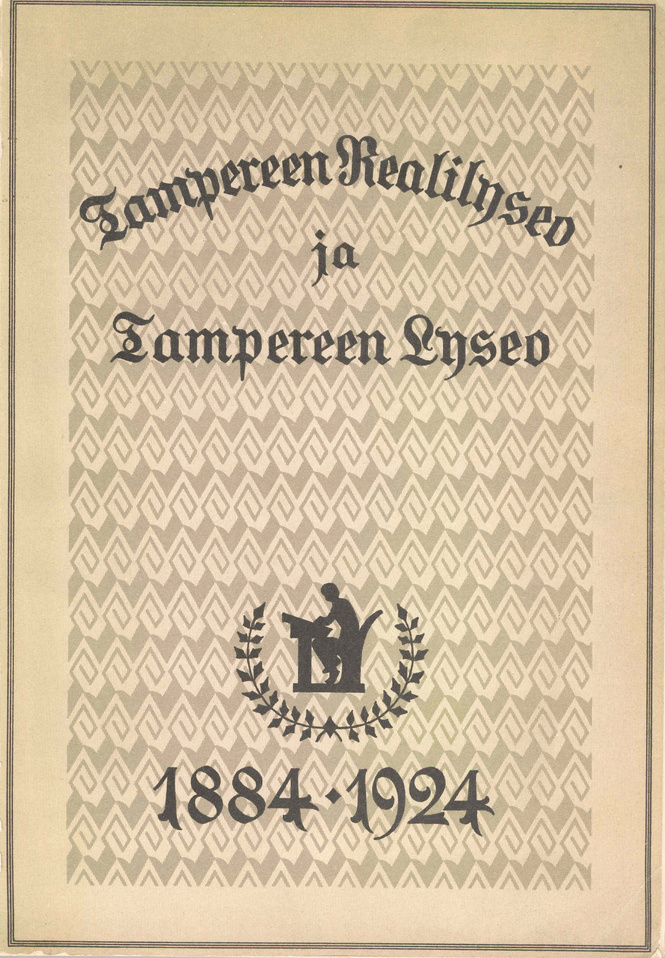 Tampereen Realilyseo
ja
Tampereen Lyseo
1884·1924